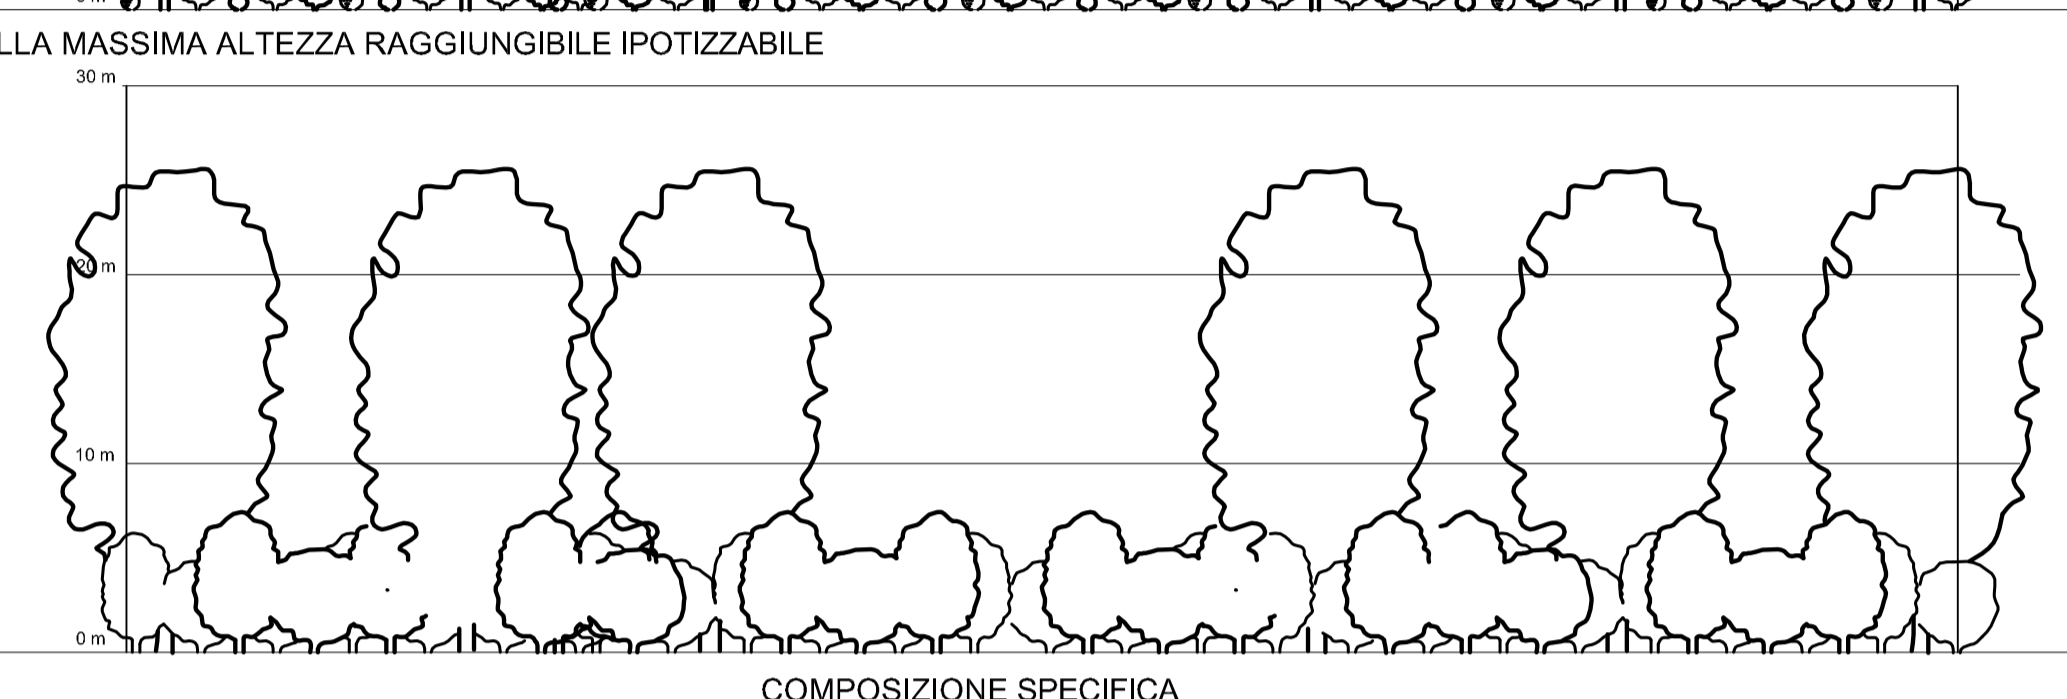 LLA MASSIMA ALTEZZA RAGGIUNGIBILE IPOTIZZABILE
30 m
20 m
10 m
0 m
COMPOSIZIONE SPECIFICA